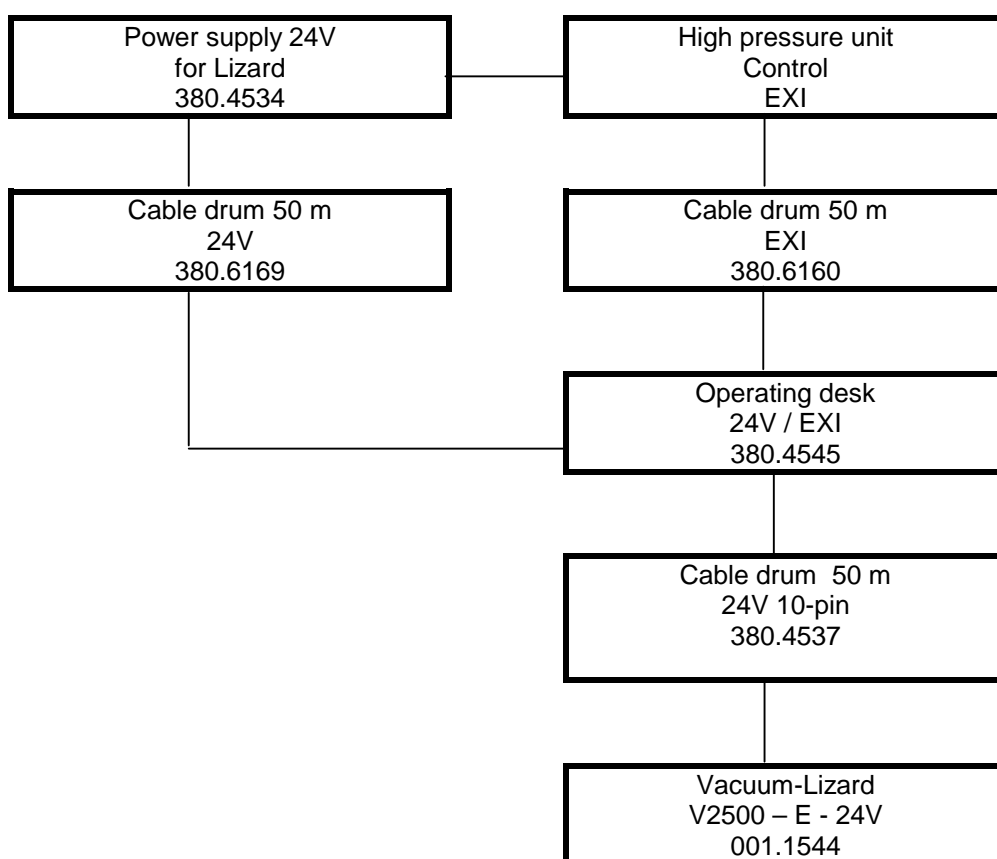 Power supply 24V
for Lizard
380.4534
High pressure unit
Control
EXI
Cable drum 50 m
24V
380.6169
Cable drum 50 m
EXI
380.6160
Operating desk
24V / EXI
380.4545
Cable drum  50 m
24V 10-pin
380.4537
Vacuum-Lizard
V2500 – E - 24V
001.1544